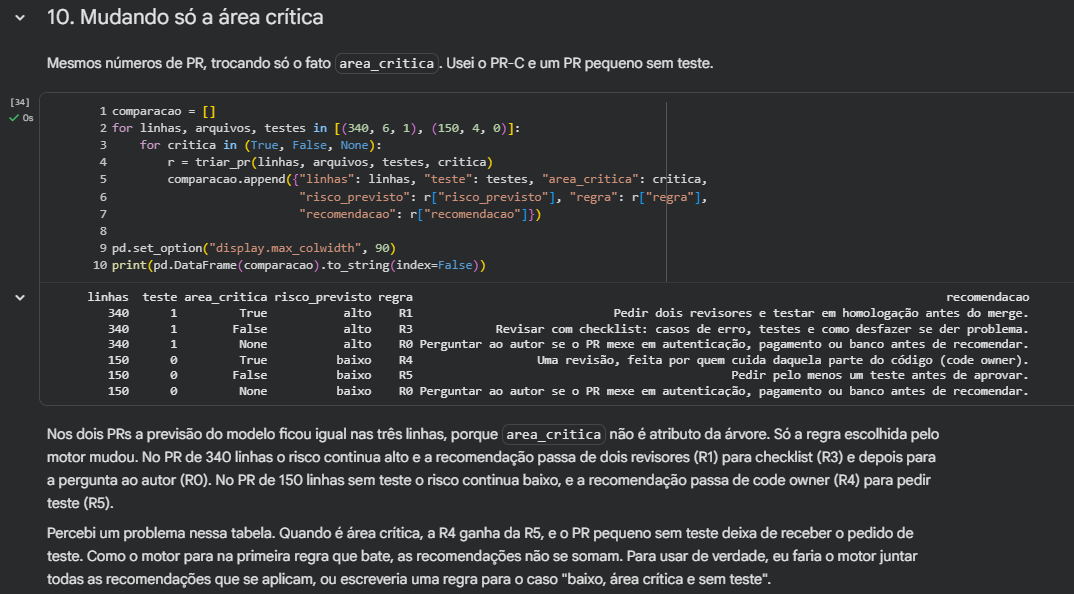 10. Mudando só a área crítica
Mesmos números de PR, trocando só o fato area_critica. Usei o PR-C e um PR pequeno sem teste.
[34]
0s
1 comparacao = []
2 for linhas, arquivos, testes in [(340, 6, 1), (150, 4, 0)]:
3     for critica in (True, False, None):
4         r = triar_pr(linhas, arquivos, testes, critica)
5         comparacao.append({"linhas": linhas, "teste": testes, "area_critica": critica,
6                            "risco_previsto": r["risco_previsto"], "regra": r["regra"],
7                            "recomendacao": r["recomendacao"]})
8
9 pd.set_option("display.max_colwidth", 90)
10 print(pd.DataFrame(comparacao).to_string(index=False))
linhas teste area_critica risco_previsto regra recomendacao
340 1 True alto R1 Pedir dois revisores e testar em homologação antes do merge.
340 1 False alto R3 Revisar com checklist: casos de erro, testes e como desfazer se der problema.
340 1 None alto R0 Perguntar ao autor se o PR mexe em autenticação, pagamento ou banco antes de recomendar.
150 0 True baixo R4 Uma revisão, feita por quem cuida daquela parte do código (code owner).
150 0 False baixo R5 Pedir pelo menos um teste antes de aprovar.
150 0 None baixo R0 Perguntar ao autor se o PR mexe em autenticação, pagamento ou banco antes de recomendar.
Nos dois PRs a previsão do modelo ficou igual nas três linhas, porque area_critica não é atributo da árvore. Só a regra escolhida pelo
motor mudou. No PR de 340 linhas o risco continua alto e a recomendação passa de dois revisores (R1) para checklist (R3) e depois para
a pergunta ao autor (R0). No PR de 150 linhas sem teste o risco continua baixo, e a recomendação passa de code owner (R4) para pedir
teste (R5).
Percebi um problema nessa tabela. Quando é área crítica, a R4 ganha da R5, e o PR pequeno sem teste deixa de receber o pedido de
teste. Como o motor para na primeira regra que bate, as recomendações não se somam. Para usar de verdade, eu faria o motor juntar
todas as recomendações que se aplicam, ou escreveria uma regra para o caso "baixo, área crítica e sem teste".